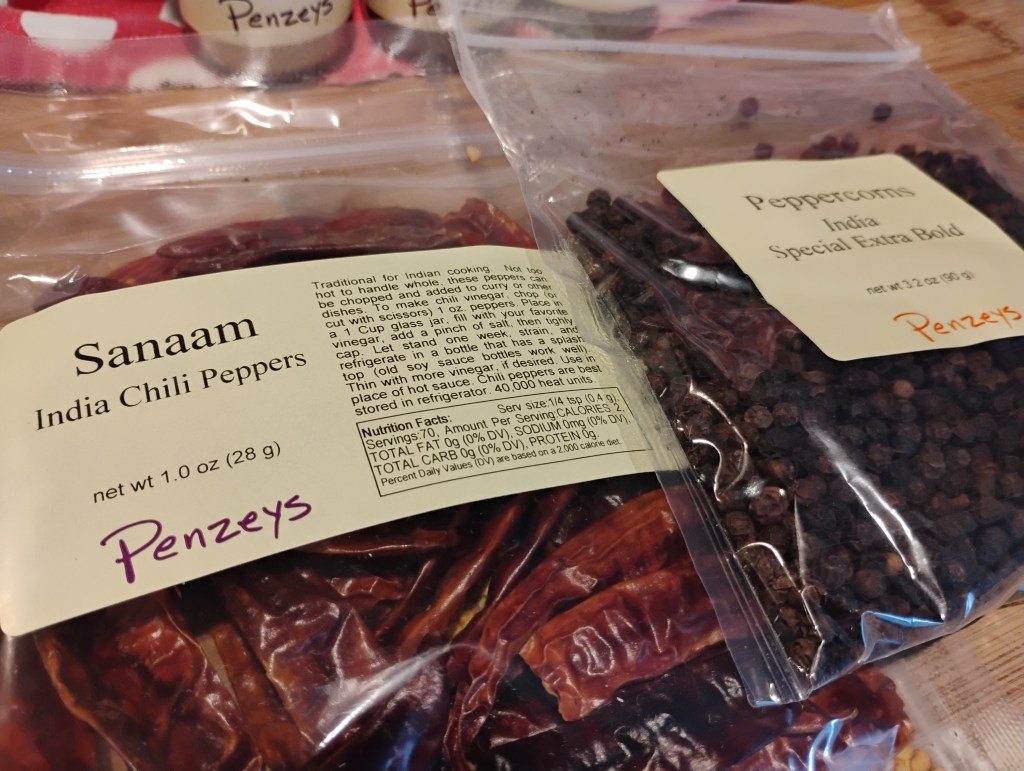 Penzeys
Pe
Sanaam
India Chili Peppers
net wt 1.0 oz (28 g)
Penzeys
Traditional for Indian cooking. Not too
hot to handle whole, these peppers can
be chopped and added to curry or other
dishes. To make chili vinegar, chop (or
cut with scissors) 1 oz. peppers. Place in
a 1 Cup glass jar, fill with your favorite
vinegar, add a pinch of salt, then tightly
cap. Let stand one week, strain, and
refrigerate in a bottle that has a splash
top (old soy sauce bottles work well).
Thin with more vinegar, if desired. Use in
place of hot sauce. Chili peppers are best
stored in refrigerator. 40,000 heat units.
Nutrition Facts: Serv size:1/4 tsp (0.4 g),
Servings:70, Amount Per Serving:CALORIES 2,
TOTAL FAT 0g (0% DV), SODIUM 0mg (0% DV),
TOTAL CARB 0g (0% DV), PROTEIN 0g.
Percent Daily Values (DV) are based on a 2,000 calorie diet.
Peppercorns
India
Special Extra Bold
net wt 3.2 oz (90 g)
Penzeys